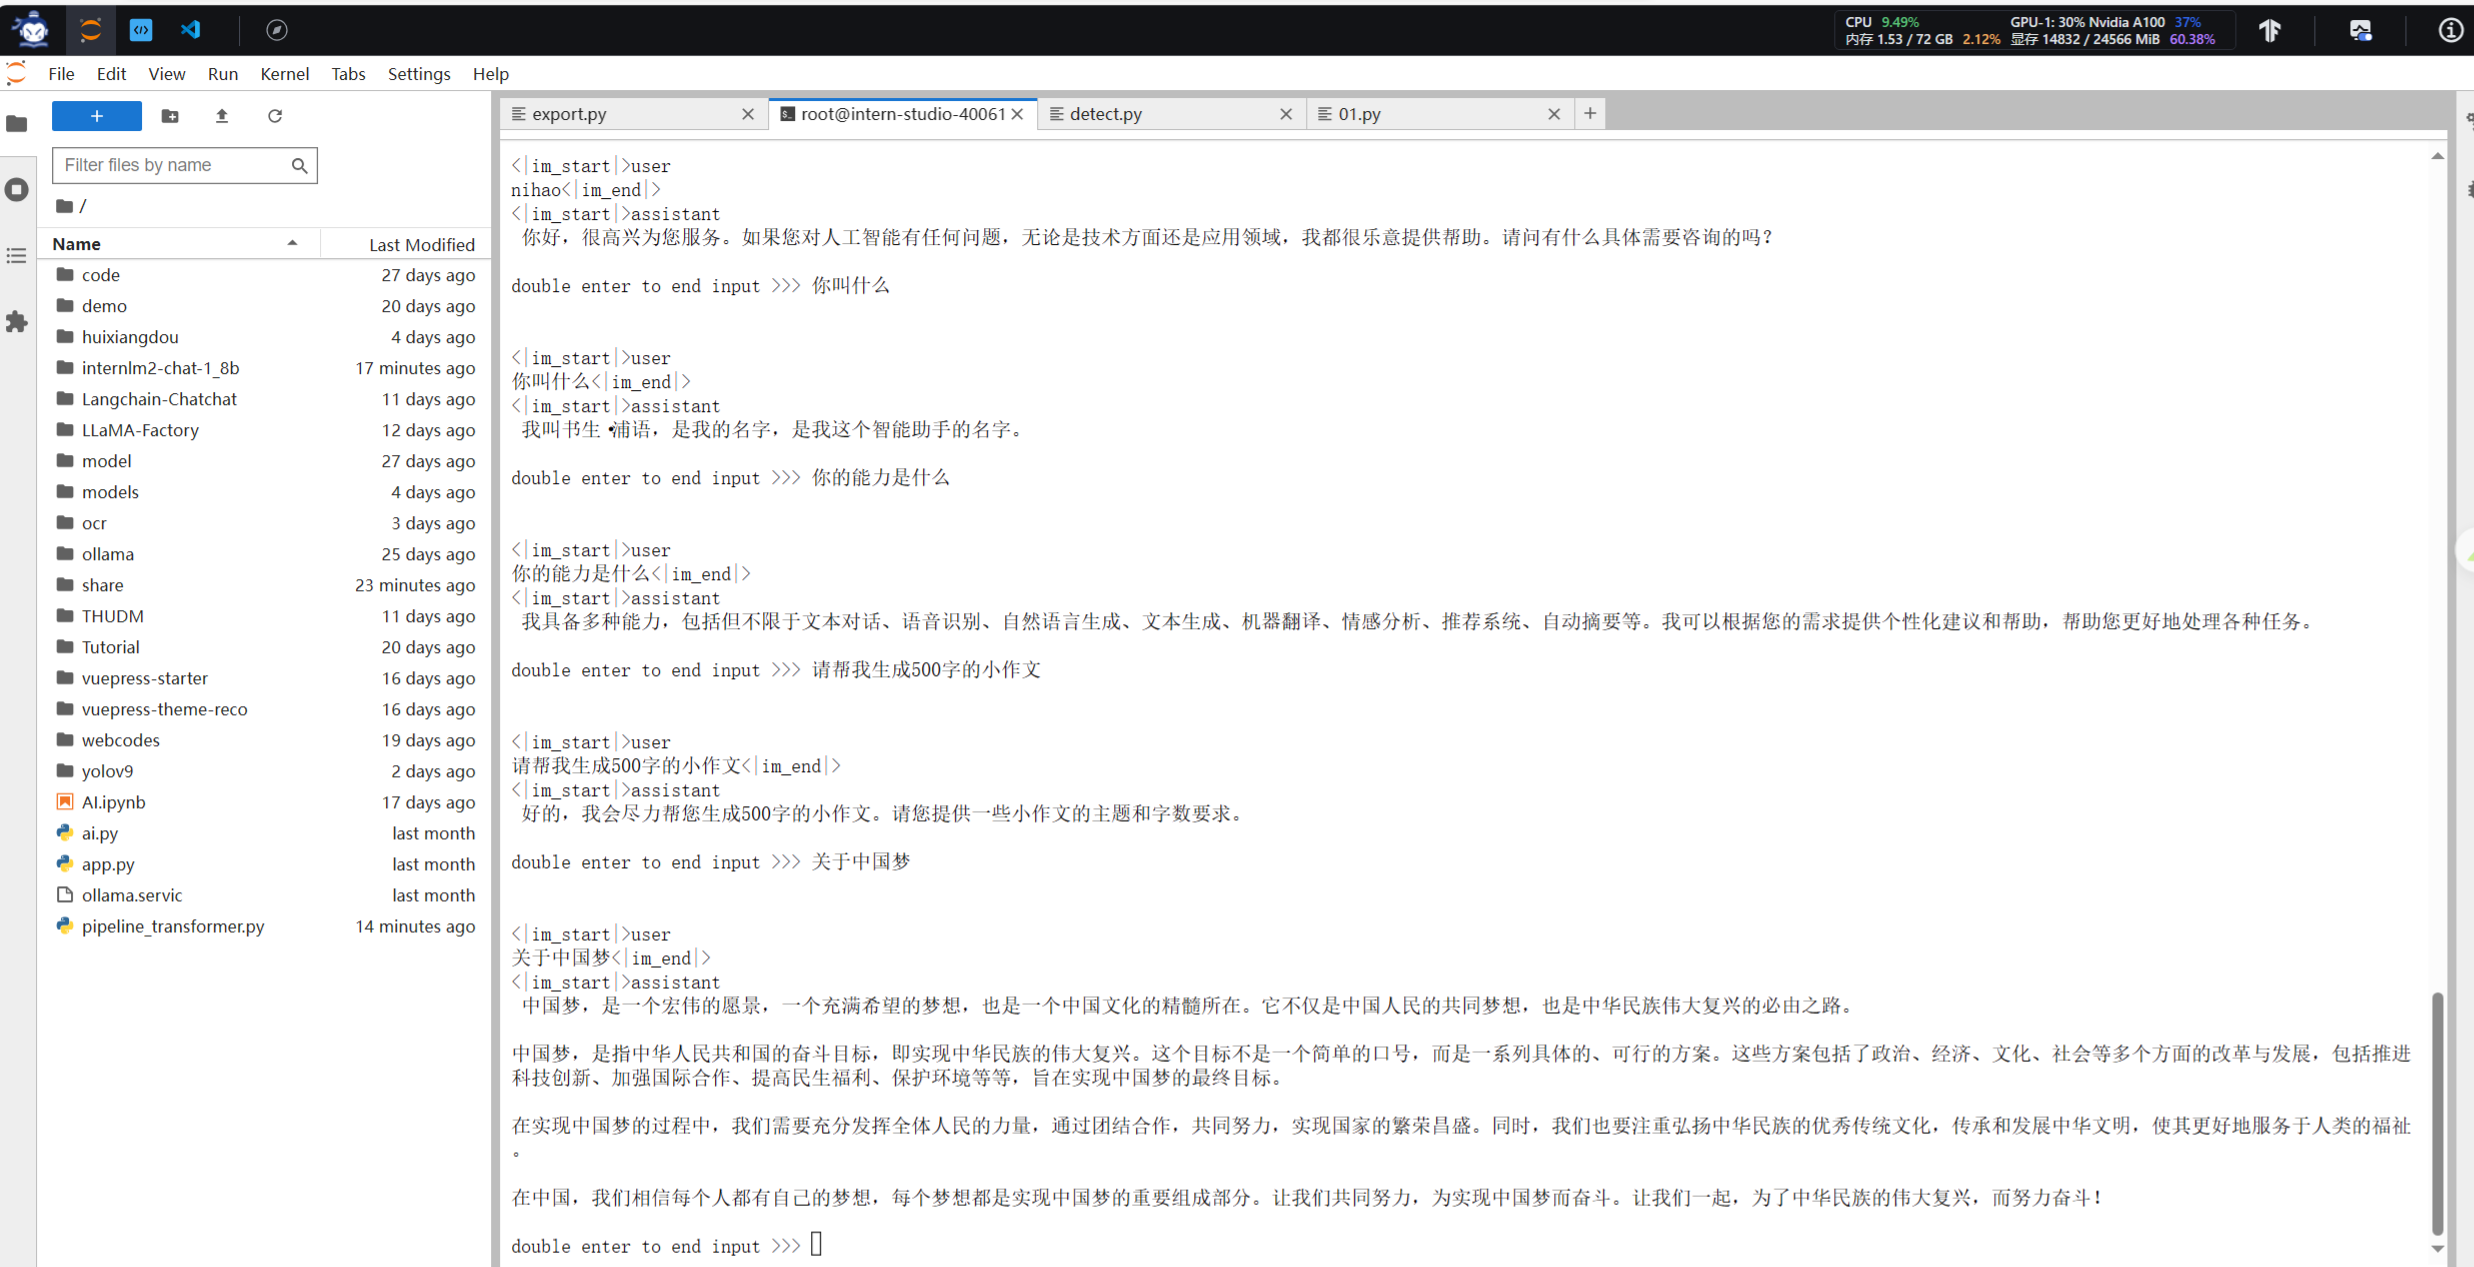 CPU 9.49% GPU-1: 30% Nvidia A100 37%
内存 1.53 / 72 GB 2.12% 显存 14832 / 24566 MiB 60.38%
File Edit View Run Kernel Tabs Settings Help
export.py root@intern-studio-40061 detect.py 01.py
Filter files by name
/
Name Last Modified
code 27 days ago
demo 20 days ago
huixiangdou 4 days ago
internlm2-chat-1_8b 17 minutes ago
Langchain-Chatchat 11 days ago
LLaMA-Factory 12 days ago
model 27 days ago
models 4 days ago
ocr 3 days ago
ollama 25 days ago
share 23 minutes ago
THUDM 11 days ago
Tutorial 20 days ago
vuepress-starter 16 days ago
vuepress-theme-reco 16 days ago
webcodes 19 days ago
yolov9 2 days ago
AI.ipynb 17 days ago
ai.py last month
app.py last month
ollama.servic last month
pipeline_transformer.py 14 minutes ago
<|im_start|>user
nihao<|im_end|>
<|im_start|>assistant
你好，很高兴为您服务。如果您对人工智能有任何问题，无论是技术方面还是应用领域，我都很乐意提供帮助。请问有什么具体需要咨询的吗？
double enter to end input >>> 你叫什么
<|im_start|>user
你叫什么<|im_end|>
<|im_start|>assistant
我叫书生·浦语，是我的名字，是我这个智能助手的名字。
double enter to end input >>> 你的能力是什么
<|im_start|>user
你的能力是什么<|im_end|>
<|im_start|>assistant
我具备多种能力，包括但不限于文本对话、语音识别、自然语言生成、文本生成、机器翻译、情感分析、推荐系统、自动摘要等。我可以根据您的需求提供个性化建议和帮助，帮助您更好地处理各种任务。
double enter to end input >>> 请帮我生成500字的小作文
<|im_start|>user
请帮我生成500字的小作文<|im_end|>
<|im_start|>assistant
好的，我会尽力帮您生成500字的小作文。请您提供一些小作文的主题和字数要求。
double enter to end input >>> 关于中国梦
<|im_start|>user
关于中国梦<|im_end|>
<|im_start|>assistant
中国梦，是一个宏伟的愿景，一个充满希望的梦想，也是一个中国文化的精髓所在。它不仅是中国人民的共同梦想，也是中华民族伟大复兴的必由之路。
中国梦，是指中华人民共和国的奋斗目标，即实现中华民族的伟大复兴。这个目标不是一个简单的口号，而是一系列具体的、可行的方案。这些方案包括了政治、经济、文化、社会等多个方面的改革与发展，包括推进
科技创新、加强国际合作、提高民生福利、保护环境等等，旨在实现中国梦的最终目标。
在实现中国梦的过程中，我们需要充分发挥全体人民的力量，通过团结合作，共同努力，实现国家的繁荣昌盛。同时，我们也要注重弘扬中华民族的优秀传统文化，传承和发展中华文明，使其更好地服务于人类的福祉
。
在中国，我们相信每个人都有自己的梦想，每个梦想都是实现中国梦的重要组成部分。让我们共同努力，为实现中国梦而奋斗。让我们一起，为了中华民族的伟大复兴，而努力奋斗！
double enter to end input >>>